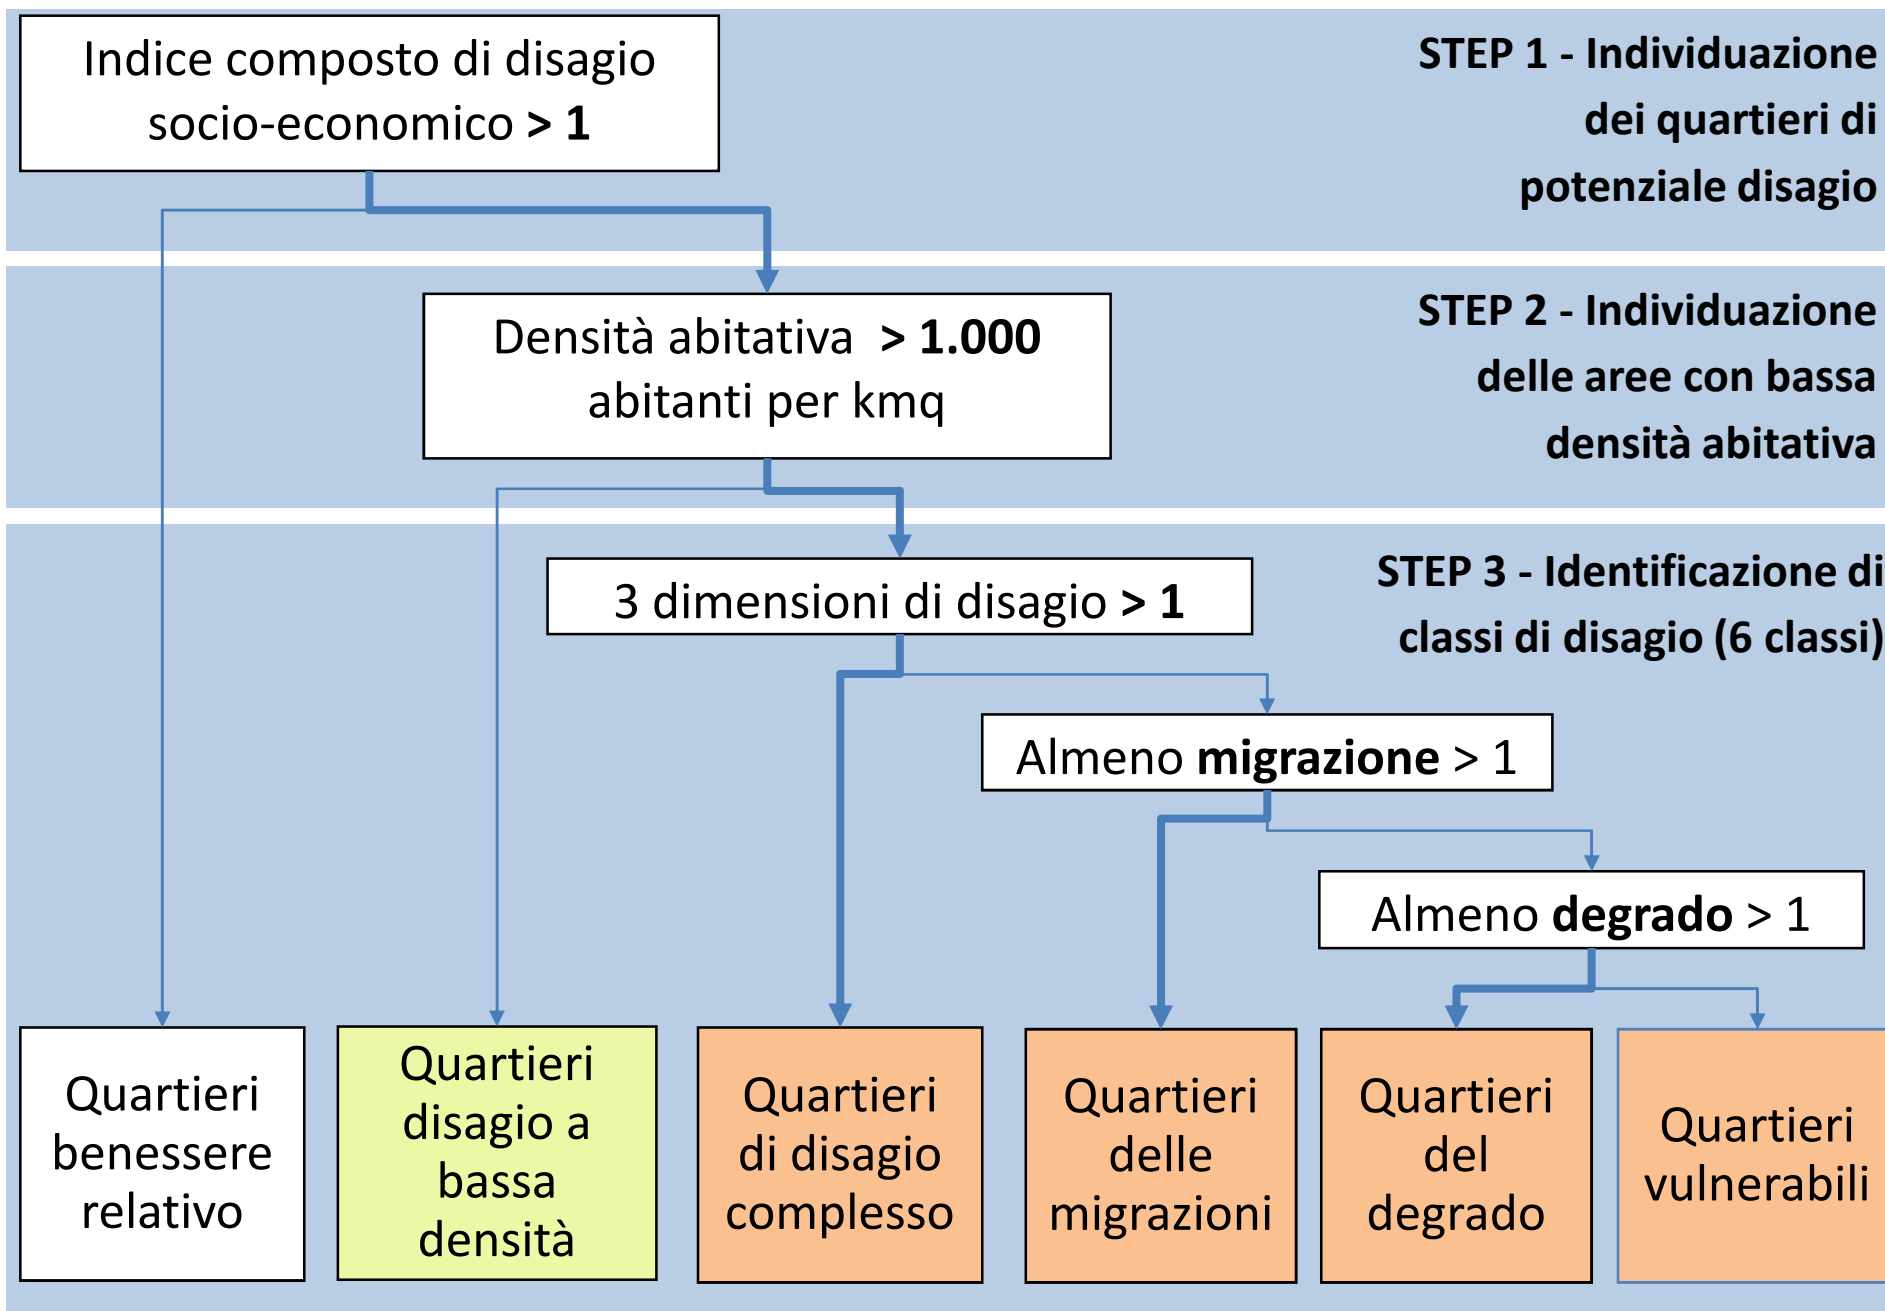 Indice composto di disagio
socio-economico > 1
STEP 1 - Individuazione
dei quartieri di
potenziale disagio
Densità abitativa > 1.000
abitanti per kmq
STEP 2 - Individuazione
delle aree con bassa
densità abitativa
3 dimensioni di disagio > 1
STEP 3 - Identificazione di
classi di disagio (6 classi)
Almeno migrazione > 1
Almeno degrado > 1
Quartieri
benessere
relativo
Quartieri
disagio a
bassa
densità
Quartieri
di disagio
complesso
Quartieri
delle
migrazioni
Quartieri
del
degrado
Quartieri
vulnerabili